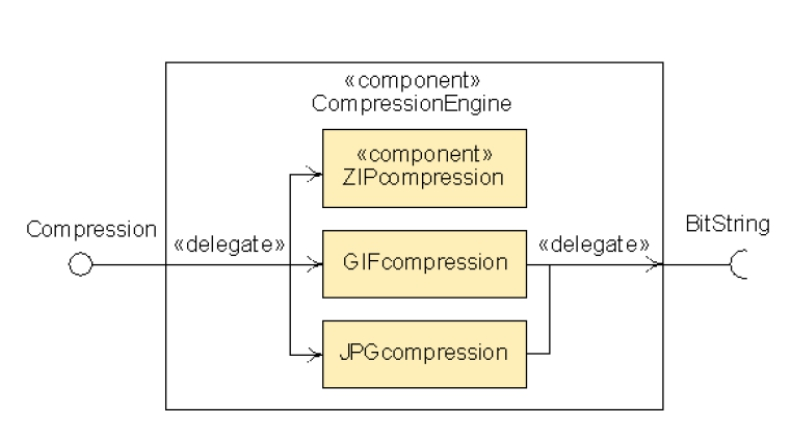 «component»
CompressionEngine
«component»
ZIPcompression
Compression
«delegate»
GIFcompression
«delegate»
BitString
JPGcompression